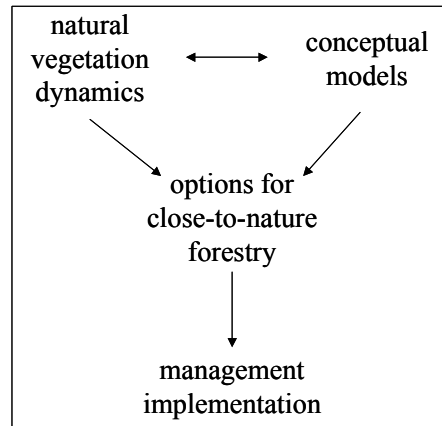 natural
vegetation
dynamics
conceptual
models
options for
close-to-nature
forestry
management
implementation